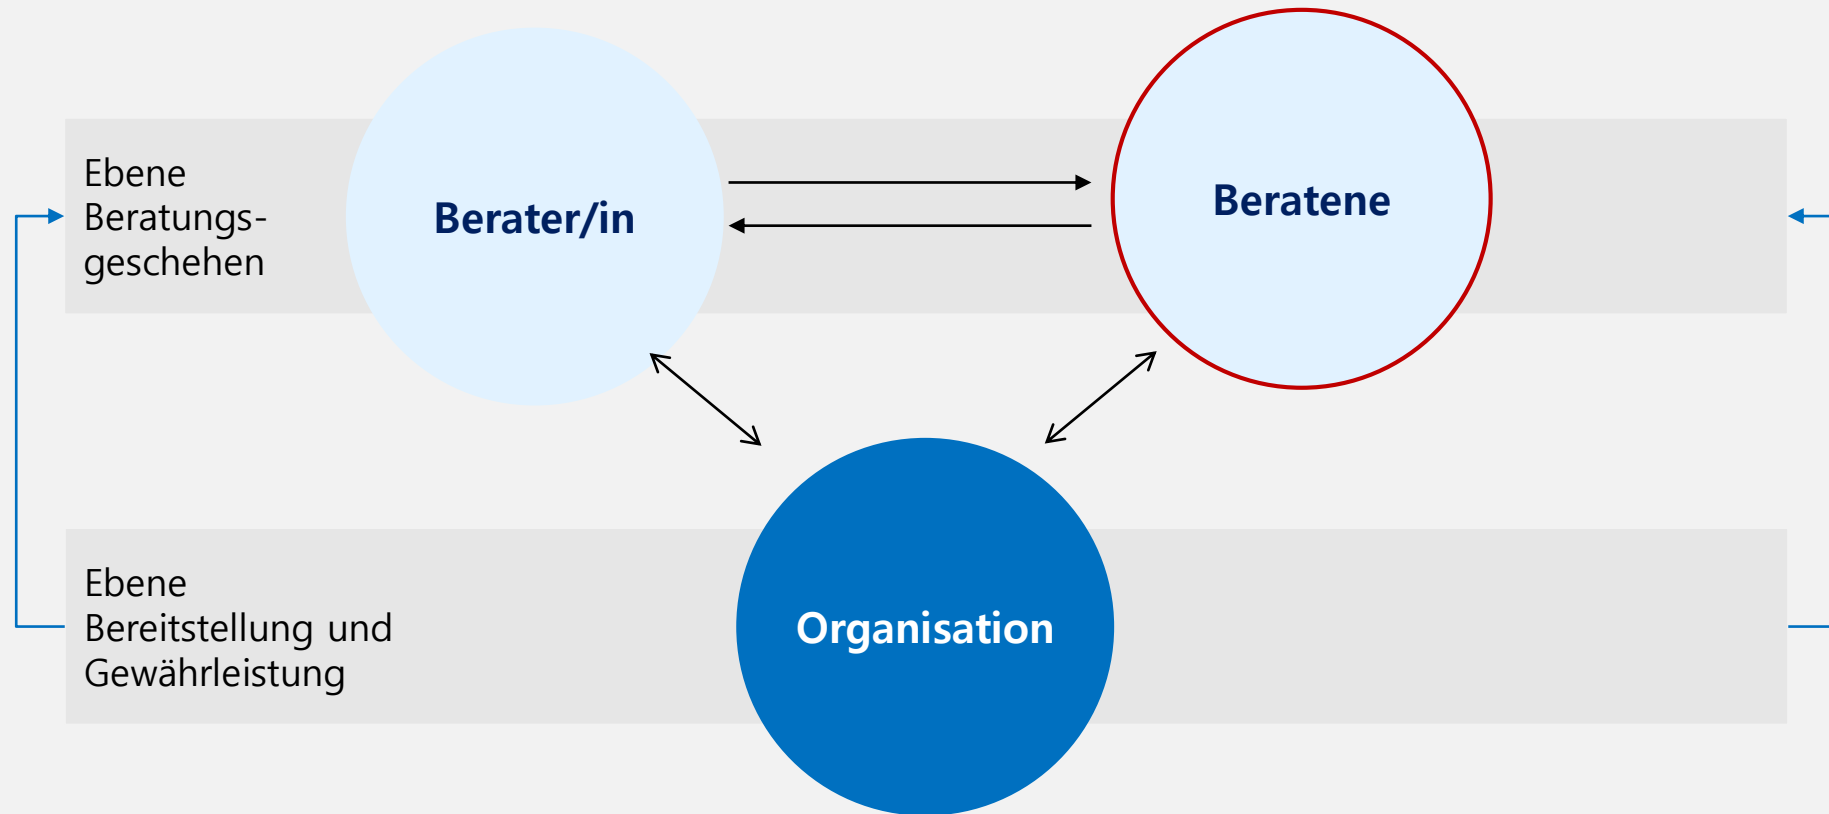 Ebene
Beratungs-
geschehen
Berater/in
Beratene
Ebene
Bereitstellung und
Gewährleistung
Organisation